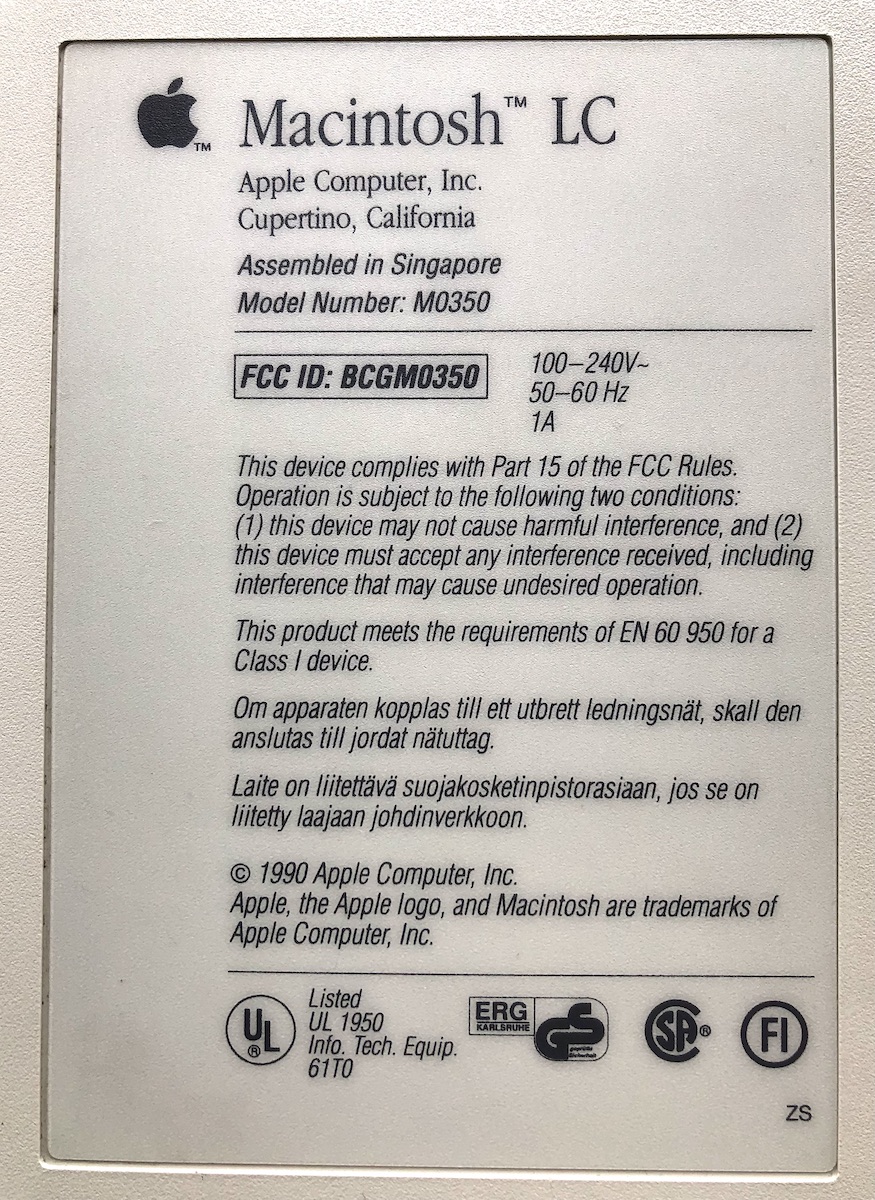 Macintosh™ LC
™
Apple Computer, Inc.
Cupertino, California
Assembled in Singapore
Model Number: M0350
FCC ID: BCGM0350
100–240V~
50–60 Hz
1A
This device complies with Part 15 of the FCC Rules.
Operation is subject to the following two conditions:
(1) this device may not cause harmful interference, and (2)
this device must accept any interference received, including
interference that may cause undesired operation.
This product meets the requirements of EN 60 950 for a
Class I device.
Om apparaten kopplas till ett utbrett ledningsnät, skall den
anslutas till jordat nätuttag.
Laite on liitettävä suojakosketinpistorasiaan, jos se on
liitetty laajaan johdinverkkoon.
© 1990 Apple Computer, Inc.
Apple, the Apple logo, and Macintosh are trademarks of
Apple Computer, Inc.
UL®
Listed
UL 1950
Info. Tech. Equip.
61T0
ERG
KARLSRUHE
GS
geprüfte
Sicherheit
SA®
FI
ZS